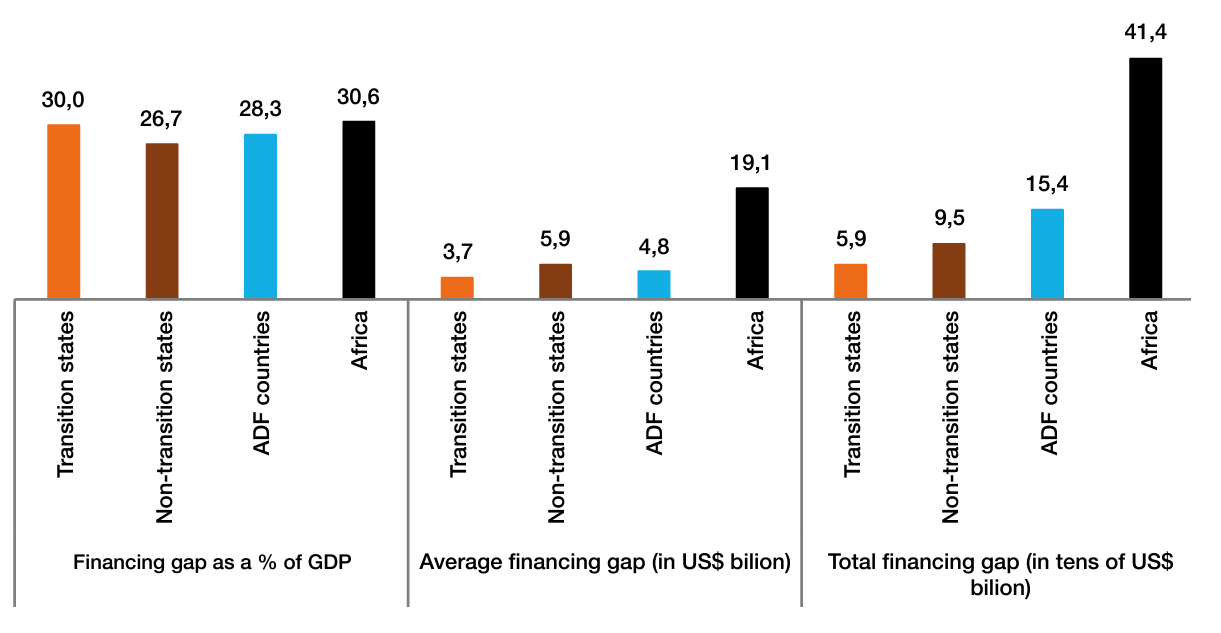 30,0
26,7
28,3
30,6
3,7
5,9
4,8
19,1
5,9
9,5
15,4
41,4
Transition states
Non-transition states
ADF countries
Africa
Transition states
Non-transition states
ADF countries
Africa
Transition states
Non-transition states
ADF countries
Africa
Financing gap as a % of GDP
Average financing gap (in US$ bilion)
Total financing gap (in tens of US$
bilion)